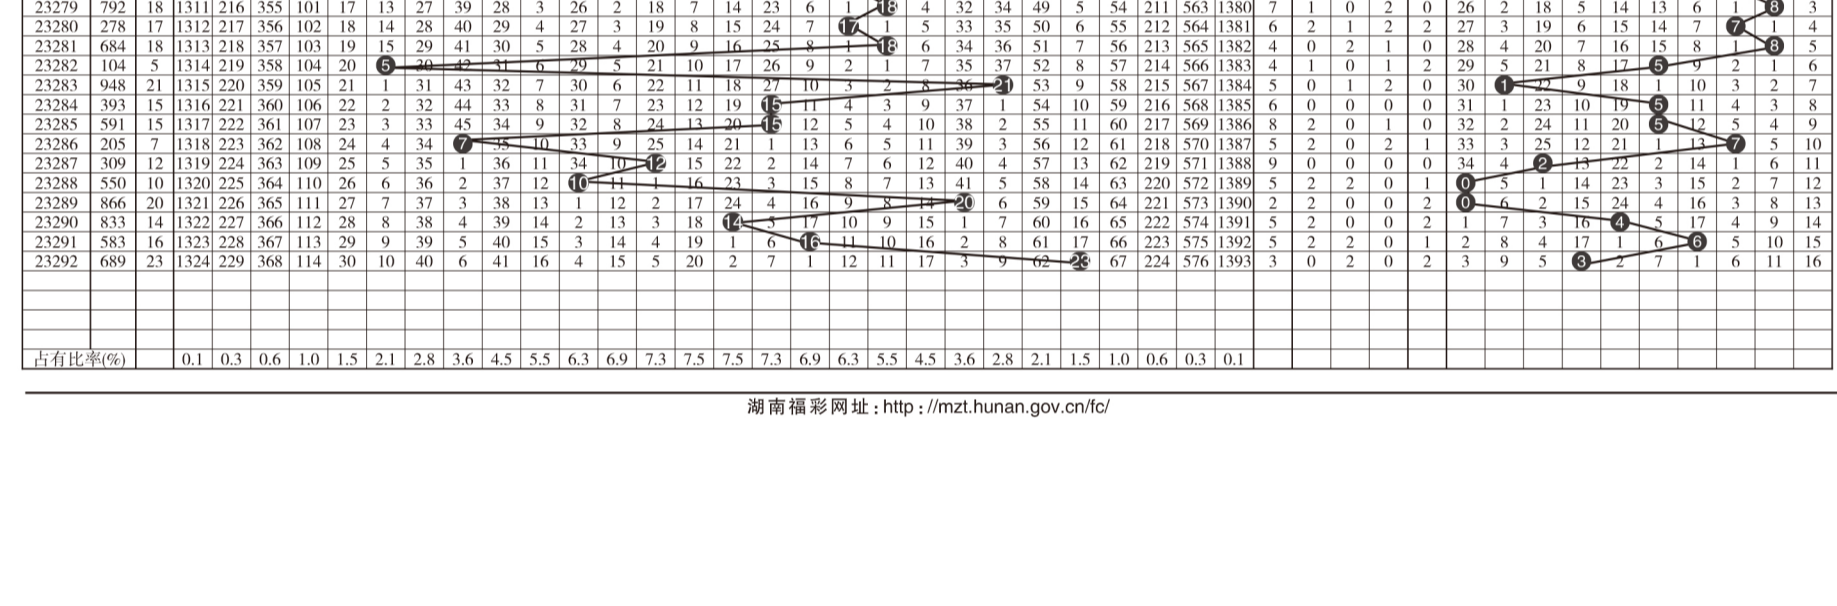 23279 792 18 1311 216 355 101 17 13 27 39 28 3 26 2 18 7 14 23 6 1 18 4 32 34 49 5 54 211 563 1380 7 1 0 2 0 26 2 18 5 14 13 6 1 8 3
23280 278 17 1312 217 356 102 18 14 28 40 29 4 27 3 19 8 15 24 7 17 1 5 33 35 50 6 55 212 564 1381 6 2 1 2 2 27 3 19 6 15 14 7 7 1 4
23281 684 18 1313 218 357 103 19 15 29 41 30 5 28 4 20 9 16 25 8 1 18 6 34 36 51 7 56 213 565 1382 4 0 2 1 0 28 4 20 7 16 15 8 1 8 5
23282 104 5 1314 219 358 104 20 5 30 42 31 6 29 5 21 10 17 26 9 2 1 7 35 37 52 8 57 214 566 1383 4 1 0 1 2 29 5 21 8 17 5 9 2 1 6
23283 948 21 1315 220 359 105 21 1 31 43 32 7 30 6 22 11 18 27 10 3 2 8 36 21 53 9 58 215 567 1384 5 0 1 2 0 30 1 22 9 18 1 10 3 2 7
23284 393 15 1316 221 360 106 22 2 32 44 33 8 31 7 23 12 19 15 11 4 3 9 37 1 54 10 59 216 568 1385 6 0 0 0 0 31 1 23 10 19 5 11 4 3 8
23285 591 15 1317 222 361 107 23 3 33 45 34 9 32 8 24 13 20 15 12 5 4 10 38 2 55 11 60 217 569 1386 8 2 0 1 0 32 2 24 11 20 5 12 5 4 9
23286 205 7 1318 223 362 108 24 4 34 7 35 10 33 9 25 14 21 1 13 6 5 11 39 3 56 12 61 218 570 1387 5 2 0 2 1 33 3 25 12 21 1 13 7 5 10
23287 309 12 1319 224 363 109 25 5 35 1 36 11 34 10 12 15 22 2 14 7 6 12 40 4 57 13 62 219 571 1388 9 0 0 0 0 34 4 2 13 22 2 14 1 6 11
23288 550 10 1320 225 364 110 26 6 36 2 37 12 10 11 1 16 23 3 15 8 7 13 41 5 58 14 63 220 572 1389 5 2 2 0 1 0 5 1 14 23 3 15 2 7 12
23289 866 20 1321 226 365 111 27 7 37 3 38 13 1 12 2 17 24 4 16 9 8 14 20 6 59 15 64 221 573 1390 2 2 0 0 2 0 6 2 15 24 4 16 3 8 13
23290 833 14 1322 227 366 112 28 8 38 4 39 14 2 13 3 18 14 5 17 10 9 15 1 7 60 16 65 222 574 1391 5 2 0 0 2 1 7 3 16 4 5 17 4 9 14
23291 583 16 1323 228 367 113 29 9 39 5 40 15 3 14 4 19 1 6 16 11 10 16 2 8 61 17 66 223 575 1392 5 2 2 0 1 2 8 4 17 1 6 6 5 10 15
23292 689 23 1324 229 368 114 30 10 40 6 41 16 4 15 5 20 2 7 1 12 11 17 3 9 62 23 67 224 576 1393 3 0 2 0 2 3 9 5 3 2 7 1 6 11 16
占有比率(%) 0.1 0.3 0.6 1.0 1.5 2.1 2.8 3.6 4.5 5.5 6.3 6.9 7.3 7.5 7.5 7.3 6.9 6.3 5.5 4.5 3.6 2.8 2.1 1.5 1.0 0.6 0.3 0.1
湖南福彩网址:http://mzt.hunan.gov.cn/fc/